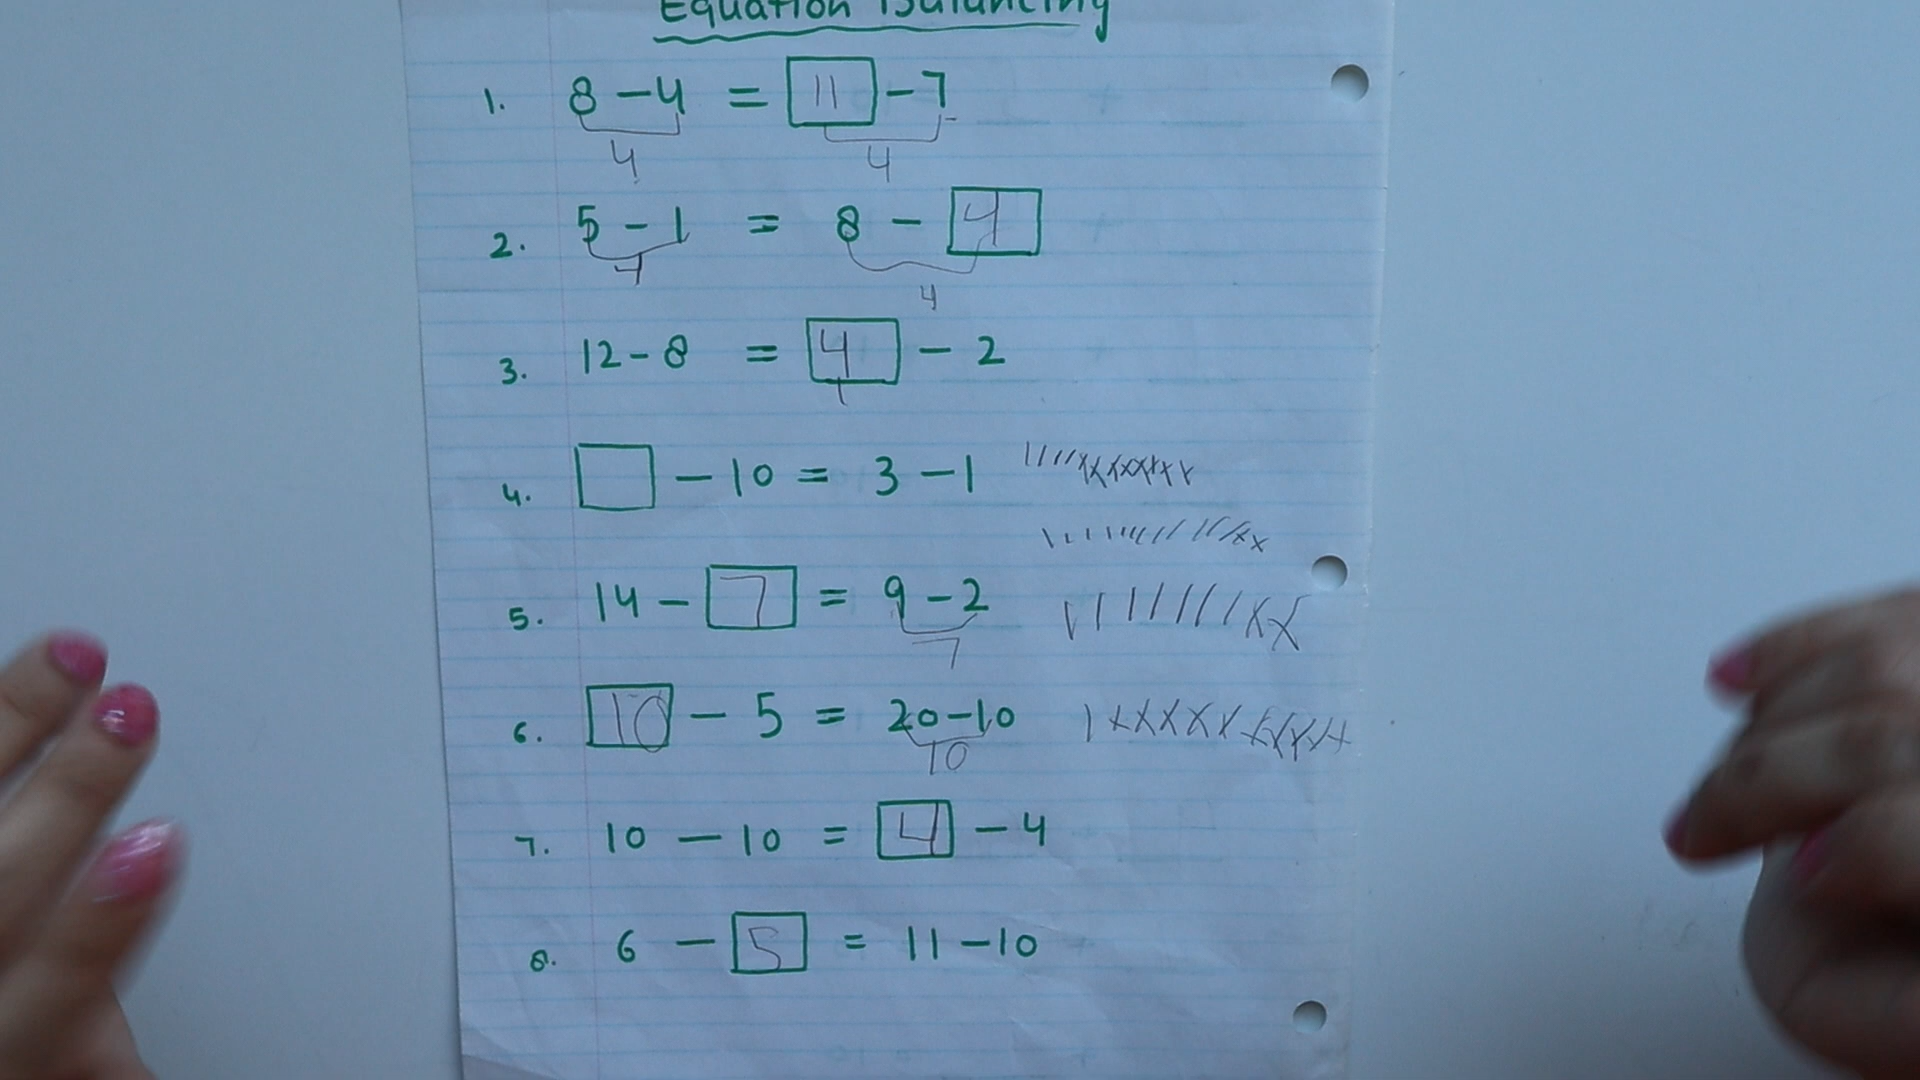 Equation Balancing
1. 8 - 4 = 11 - 7
4 4
2. 5 - 1 = 8 - 4
4
4
3. 12 - 8 = 4 - 2
4. - 10 = 3 - 1
5. 14 - 7 = 9 - 2
7
6. 10 - 5 = 20 - 10
10
7. 10 - 10 = 4 - 4
8. 6 - 5 = 11 - 10